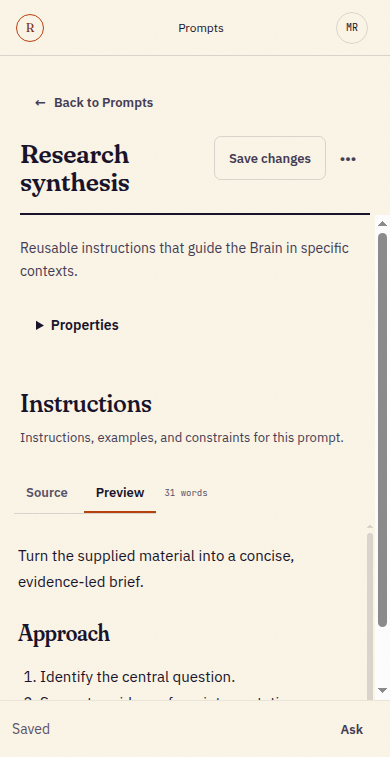 R
Prompts
MR
← Back to Prompts
Research
synthesis
Save changes
•••
Reusable instructions that guide the Brain in specific
contexts.
Properties
Instructions
Instructions, examples, and constraints for this prompt.
Source
Preview
31 words
Turn the supplied material into a concise,
evidence-led brief.
Approach
1. Identify the central question.
Saved
Ask